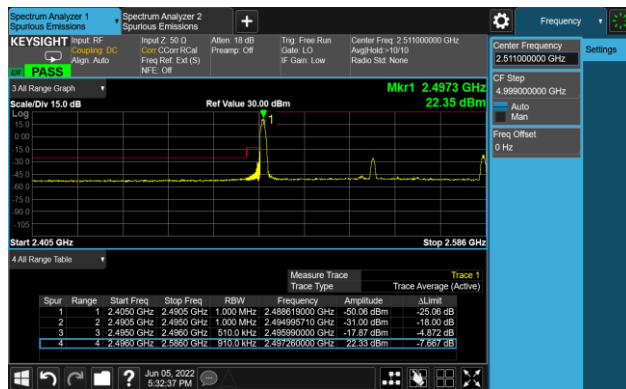 Spectrum Analyzer 1
Spurious Emissions
Spectrum Analyzer 2
Spurious Emissions
Frequency
KEYSIGHT
Input: RF
Coupling: DC
Align: Auto
Input Z: 50 Ω
Corr CCorr RCal
Freq Ref: Ext (S)
NFE: Off
Atten: 18 dB
Preamp: Off
Trig: Free Run
Gate: LO
IF Gain: Low
Center Freq: 2.511000000 GHz
Avg|Hold:>10/10
Radio Std: None
PASS
Center Frequency
2.511000000 GHz
Settings
CF Step
4.999000000 GHz
Auto
Man
Freq Offset
0 Hz
3 All Range Graph
Mkr1 2.4973 GHz
Scale/Div 15.0 dB
Ref Value 30.00 dBm
22.35 dBm
Log
1
15.0
0.00
-15.0
-30.0
-45.0
-60.0
-75.0
-90.0
-105
Start 2.405 GHz
Stop 2.586 GHz
4 All Range Table
Measure Trace Trace 1
Trace Type Trace Average (Active)
Spur Range Start Freq Stop Freq RBW Frequency Amplitude ΔLimit
1 1 2.4050 GHz 2.4905 GHz 1.000 MHz 2.488619000 GHz -50.06 dBm -25.06 dB
2 2 2.4905 GHz 2.4950 GHz 1.000 MHz 2.494995710 GHz -31.00 dBm -18.00 dB
3 3 2.4950 GHz 2.4960 GHz 510.0 kHz 2.495990000 GHz -17.87 dBm -4.872 dB
4 4 2.4960 GHz 2.5860 GHz 910.0 kHz 2.497260000 GHz 22.33 dBm -7.667 dB
Jun 05, 2022
5:32:37 PM